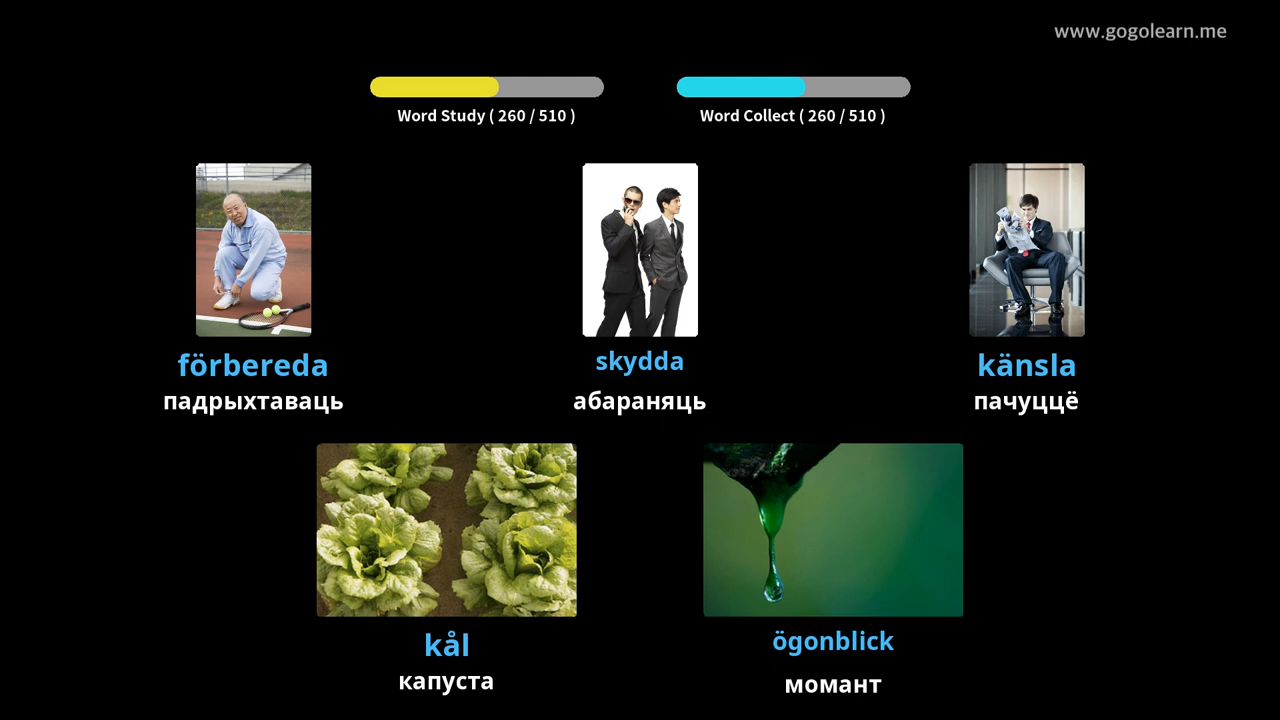 www.gogolearn.me
Word Study ( 260 / 510 )
Word Collect ( 260 / 510 )
förbereda
падрыхтаваць
skydda
абараняць
känsla
пачуццё
kål
капуста
ögonblick
момант